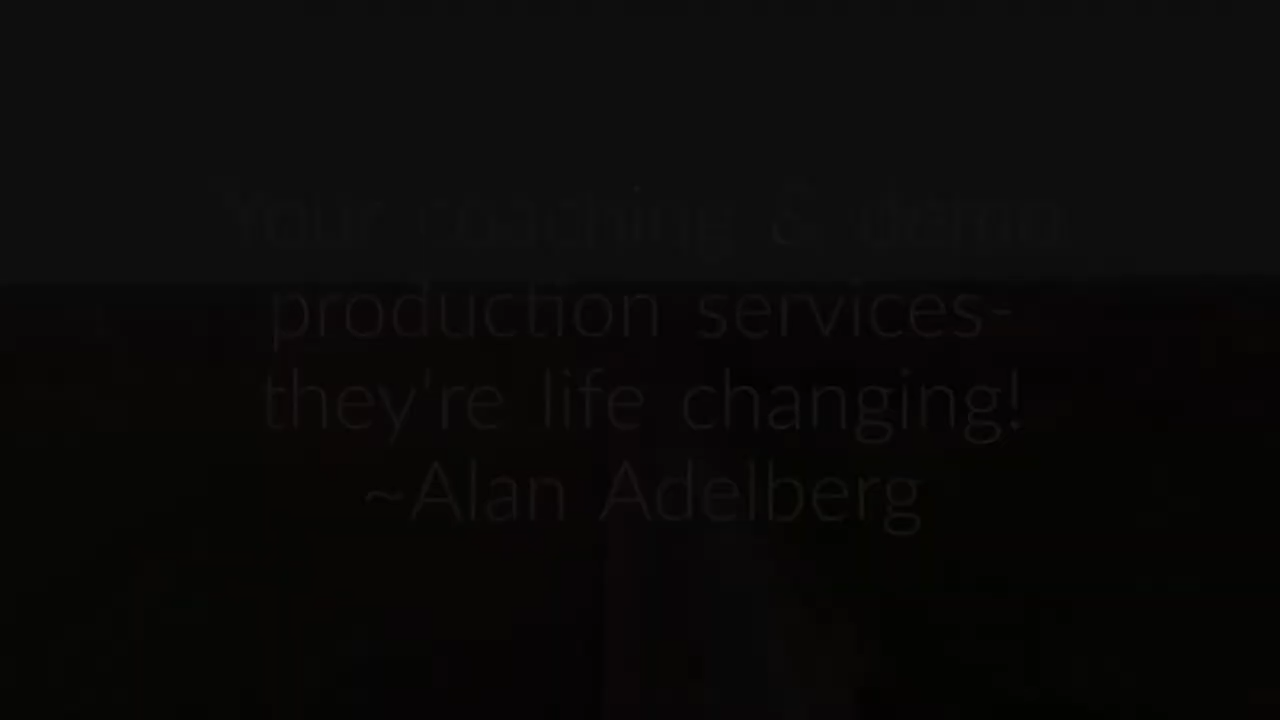 Your coaching & demo
production services-
they're life changing!
~Alan Adelberg